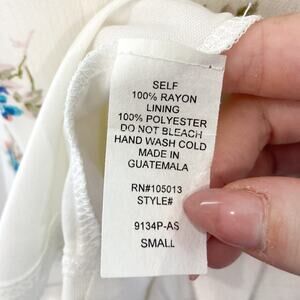 SELF
100% RAYON
LINING
100% POLYESTER
DO NOT BLEACH
HAND WASH COLD
MADE IN
GUATEMALA
RN#105013
STYLE#
9134P-AS
SMALL